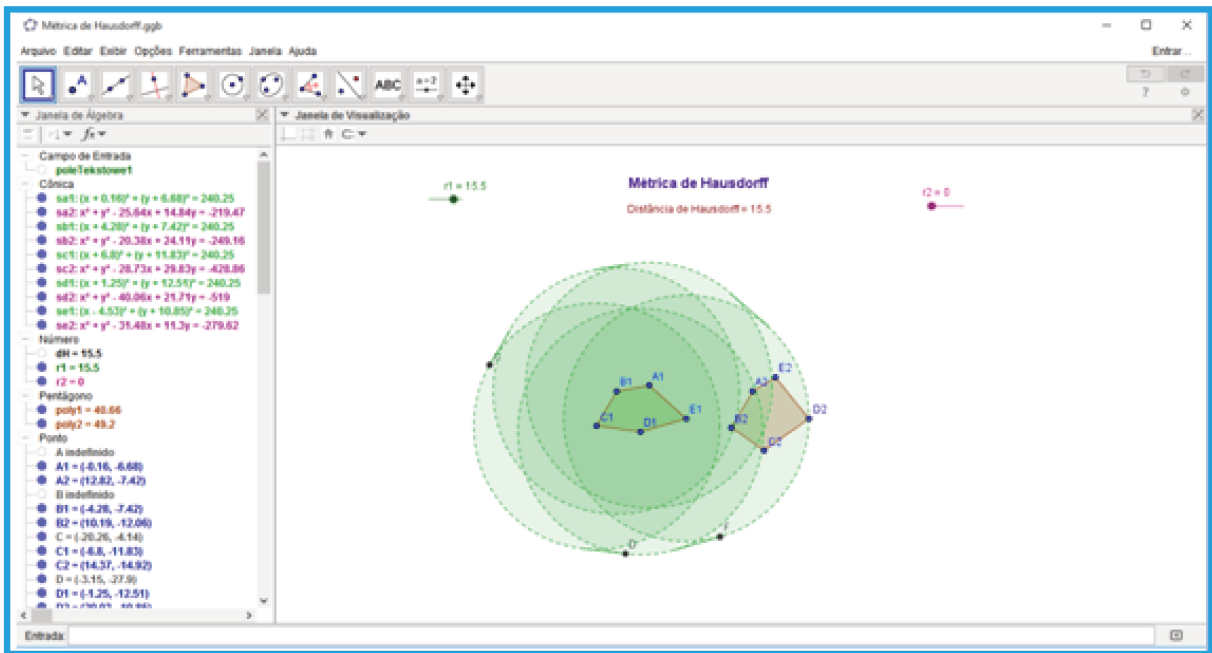 Métrica de Hausdorff.ggb
Arquivo Editar Exibir Opções Ferramentas Janela Ajuda
Entrar...
ABC
a=2
Janela de Álgebra
Janela de Visualização
fx
Campo de Entrada
poleTekstowe1
Cônica
sa1: (x + 0.16)² + (y + 6.68)² = 240.25
sa2: x² + y² - 25.64x + 14.84y = -219.47
sb1: (x + 4.28)² + (y + 7.42)² = 240.25
sb2: x² + y² - 20.38x + 24.11y = -249.16
sc1: (x + 6.8)² + (y + 11.83)² = 240.25
sc2: x² + y² - 28.73x + 29.83y = -428.86
sd1: (x + 1.25)² + (y + 12.51)² = 240.25
sd2: x² + y² - 40.06x + 21.71y = -519
se1: (x - 4.53)² + (y + 10.85)² = 240.25
se2: x² + y² - 31.48x + 11.3y = -279.62
Número
dH = 15.5
r1 = 15.5
r2 = 0
Pentágono
poly1 = 40.66
poly2 = 49.2
Ponto
A indefinido
A1 = (-0.16, -6.68)
A2 = (12.82, -7.42)
B indefinido
B1 = (-4.28, -7.42)
B2 = (10.19, -12.06)
C = (-20.26, -4.14)
C1 = (-6.8, -11.83)
C2 = (14.37, -14.92)
D = (-3.15, -27.9)
D1 = (-1.25, -12.51)
r1 = 15.5
Métrica de Hausdorff
Distância de Hausdorff = 15.5
r2 = 0
E2
A2
B1
A1
D2
B2
C1
D1
E1
C2
D
Entrada: